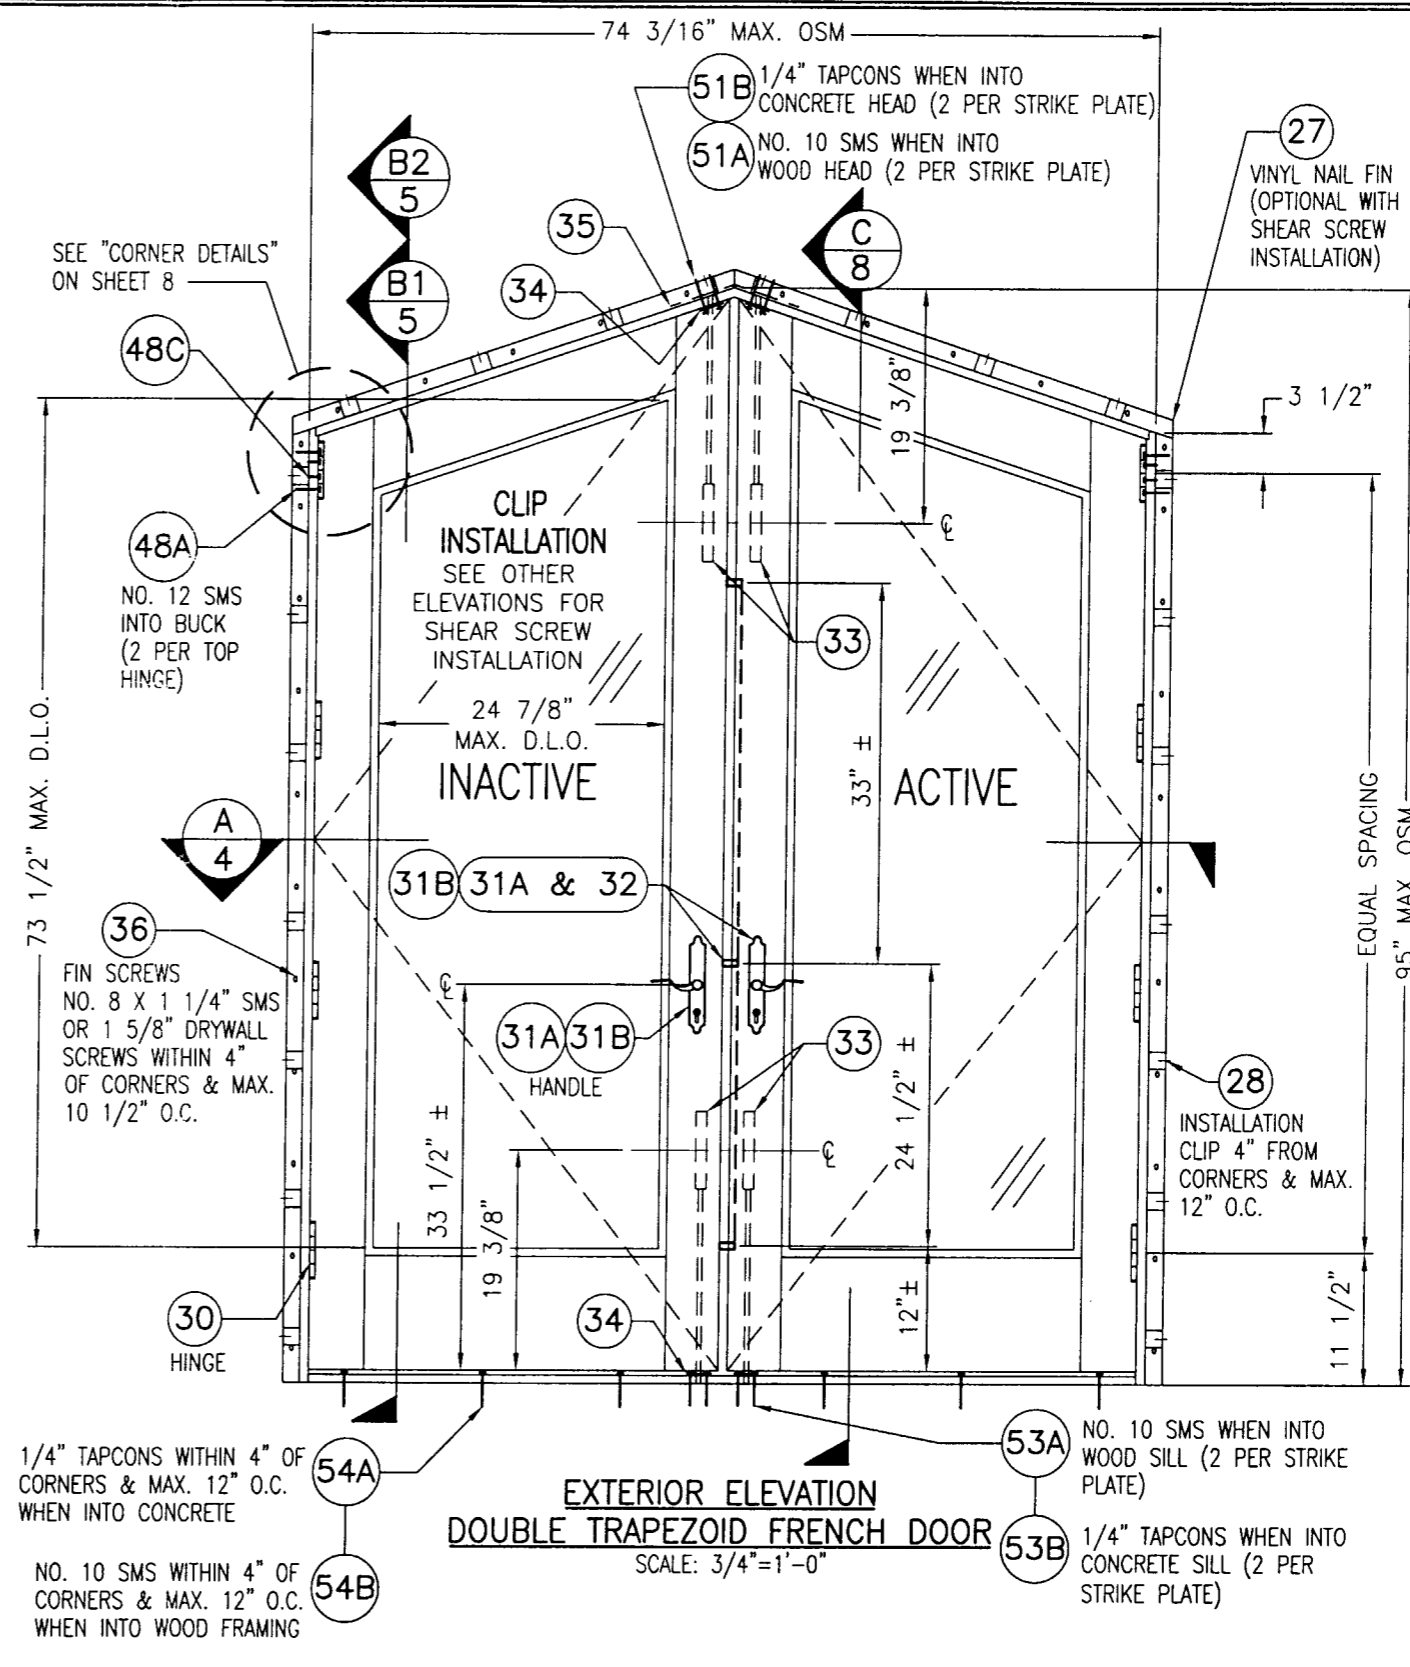 74 3/16" MAX. OSM
51B
1/4" TAPCONS WHEN INTO
CONCRETE HEAD (2 PER STRIKE PLATE)
51A
NO. 10 SMS WHEN INTO
WOOD HEAD (2 PER STRIKE PLATE)
27
VINYL NAIL FIN
(OPTIONAL WITH
SHEAR SCREW
INSTALLATION)
B2
5
B1
5
C
8
35
34
SEE "CORNER DETAILS"
ON SHEET 8
48C
48A
NO. 12 SMS
INTO BUCK
(2 PER TOP
HINGE)
19 3/8"
3 1/2"
CLIP
INSTALLATION
SEE OTHER
ELEVATIONS FOR
SHEAR SCREW
INSTALLATION
℄
33
24 7/8"
MAX. D.L.O.
INACTIVE
ACTIVE
33" ±
73 1/2" MAX. D.L.O.
A
4
EQUAL SPACING
95" MAX OSM
31B
31A & 32
36
FIN SCREWS
NO. 8 X 1 1/4" SMS
OR 1 5/8" DRYWALL
SCREWS WITHIN 4"
OF CORNERS & MAX.
10 1/2" O.C.
℄
31A
31B
HANDLE
33
28
INSTALLATION
CLIP 4" FROM
CORNERS & MAX.
12" O.C.
24 1/2" ±
33 1/2" ±
℄
19 3/8"
12"±
11 1/2"
30
HINGE
34
1/4" TAPCONS WITHIN 4" OF
CORNERS & MAX. 12" O.C.
WHEN INTO CONCRETE
54A
NO. 10 SMS WITHIN 4" OF
CORNERS & MAX. 12" O.C.
WHEN INTO WOOD FRAMING
54B
EXTERIOR ELEVATION
DOUBLE TRAPEZOID FRENCH DOOR
SCALE: 3/4"=1'-0"
53A
NO. 10 SMS WHEN INTO
WOOD SILL (2 PER STRIKE
PLATE)
53B
1/4" TAPCONS WHEN INTO
CONCRETE SILL (2 PER
STRIKE PLATE)